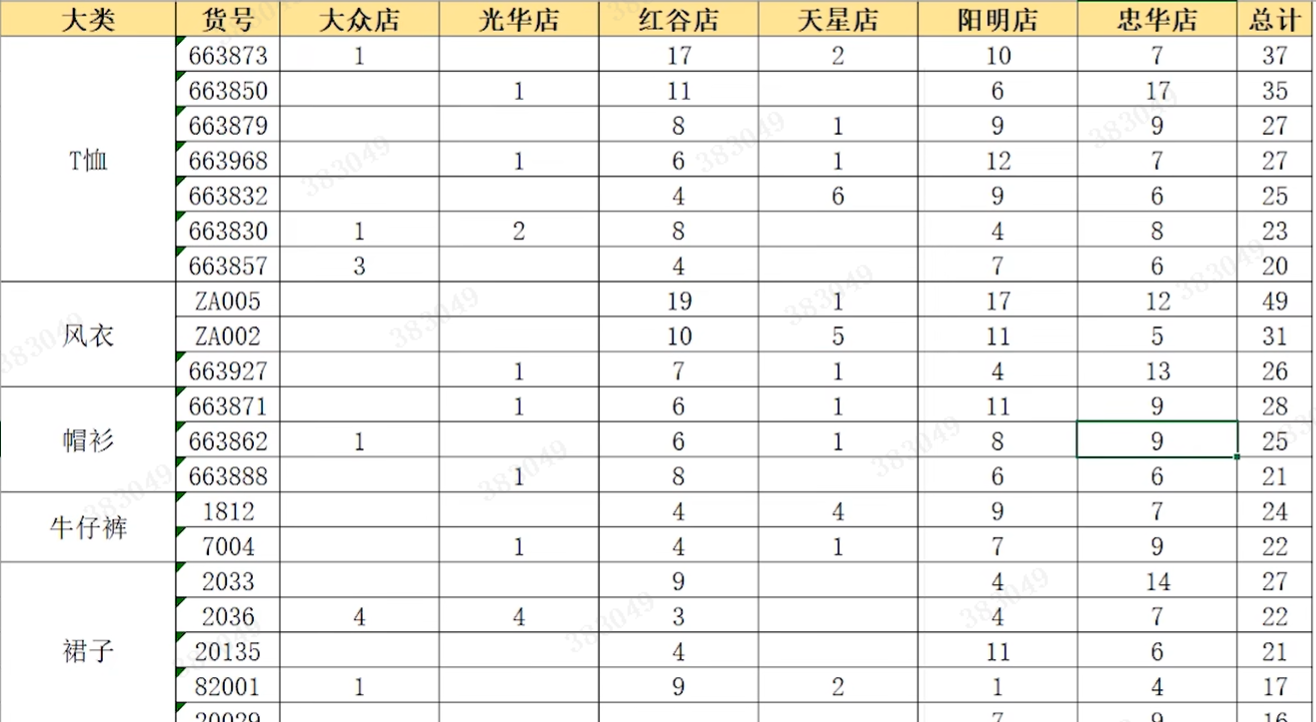 大类 货号 大众店 光华店 红谷店 天星店 阳明店 忠华店 总计
T恤 663873 1 17 2 10 7 37
663850 1 11 6 17 35
663879 8 1 9 9 27
663968 1 6 1 12 7 27
663832 4 6 9 6 25
663830 1 2 8 4 8 23
663857 3 4 7 6 20
风衣 ZA005 19 1 17 12 49
ZA002 10 5 11 5 31
663927 1 7 1 4 13 26
帽衫 663871 1 6 1 11 9 28
663862 1 6 1 8 9 25
663888 1 8 6 6 21
牛仔裤 1812 4 4 9 7 24
7004 1 4 1 7 9 22
裙子 2033 9 4 14 27
2036 4 4 3 4 7 22
20135 4 11 6 21
82001 1 9 2 1 4 17
383049